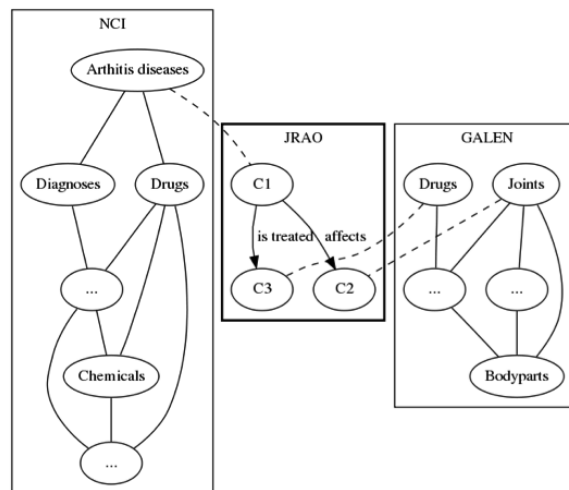 NCI
Arthitis diseases
JRAO
GALEN
Diagnoses
Drugs
C1
Drugs
Joints
is treated
affects
...
C3
C2
...
...
Chemicals
Bodyparts
...